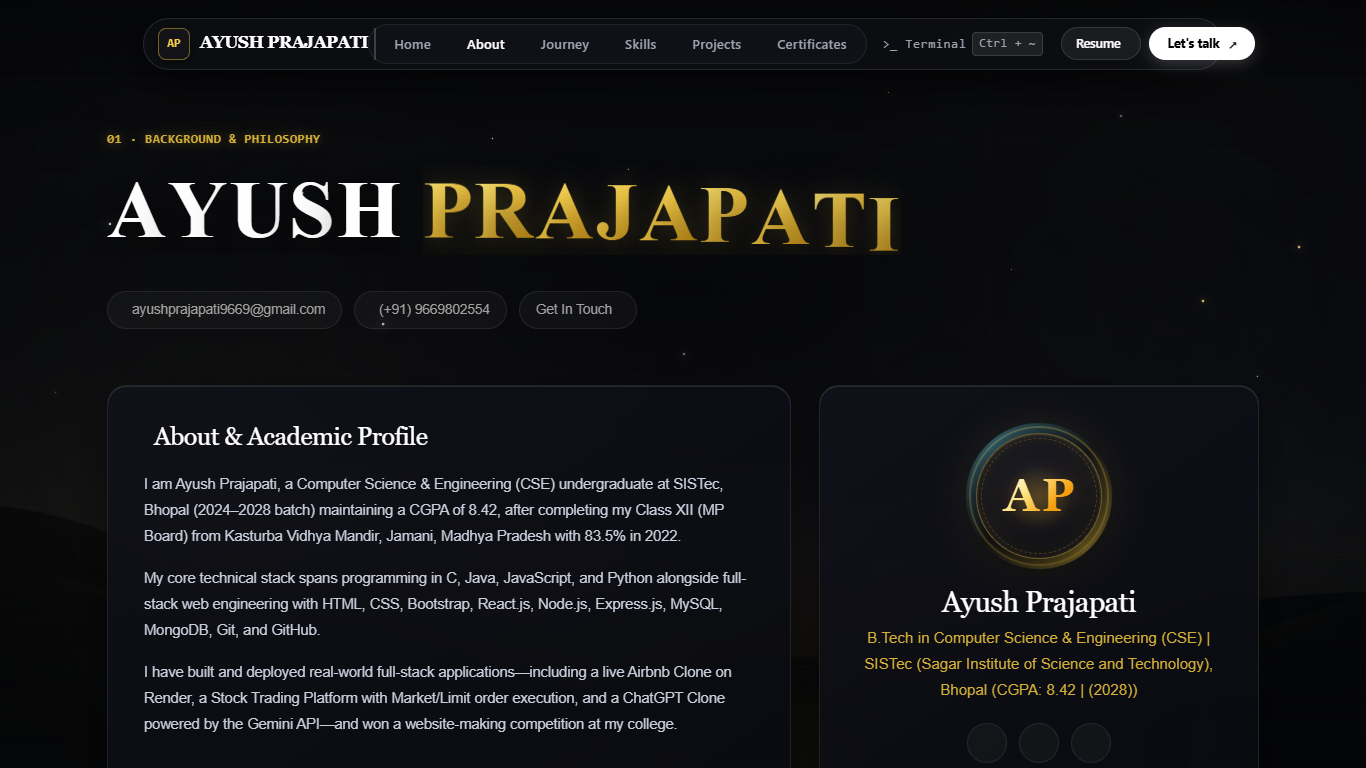 AP AYUSH PRAJAPATI Home About Journey Skills Projects Certificates >_ Terminal Ctrl + ~ Resume Let's talk ↗
01 · BACKGROUND & PHILOSOPHY
AYUSH PRAJAPATI
ayushprajapati9669@gmail.com (+91) 9669802554 Get In Touch
About & Academic Profile
I am Ayush Prajapati, a Computer Science & Engineering (CSE) undergraduate at SISTec,
Bhopal (2024–2028 batch) maintaining a CGPA of 8.42, after completing my Class XII (MP
Board) from Kasturba Vidhya Mandir, Jamani, Madhya Pradesh with 83.5% in 2022.
My core technical stack spans programming in C, Java, JavaScript, and Python alongside full-
stack web engineering with HTML, CSS, Bootstrap, React.js, Node.js, Express.js, MySQL,
MongoDB, Git, and GitHub.
I have built and deployed real-world full-stack applications—including a live Airbnb Clone on
Render, a Stock Trading Platform with Market/Limit order execution, and a ChatGPT Clone
powered by the Gemini API—and won a website-making competition at my college.
AP
Ayush Prajapati
B.Tech in Computer Science & Engineering (CSE) |
SISTec (Sagar Institute of Science and Technology),
Bhopal (CGPA: 8.42 | (2028))